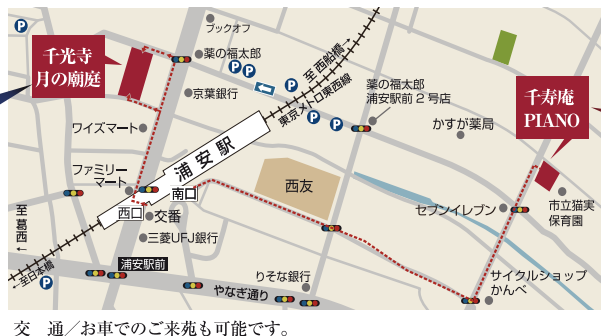 P
ブックオフ
千光寺
月の廟庭
薬の福太郎
P P
P
京葉銀行
至 西船橋→
東京メトロ東西線
P P
薬の福太郎
浦安駅前2号店
千寿庵
PIANO
ワイズマート
かすが薬局
浦安駅
ファミリー
マート
南口
西友
西口
交番
三菱UFJ銀行
至葛西←
←至日本橋
P
浦安駅前
やなぎ通り
りそな銀行
セブンイレブン
市立猫実
保育園
サイクルショップ
かんべ
交　通／お車でのご来苑も可能です。